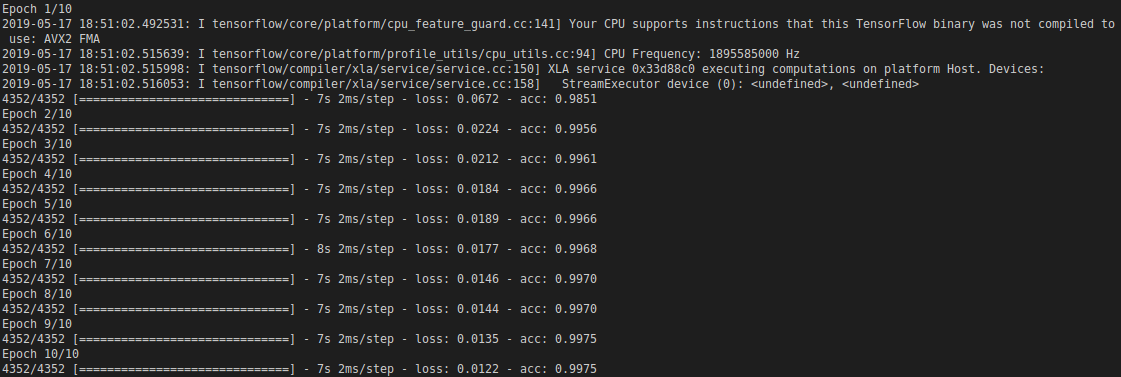 Epoch 1/10
2019-05-17 18:51:02.492531: I tensorflow/core/platform/cpu_feature_guard.cc:141] Your CPU supports instructions that this TensorFlow binary was not compiled to
use: AVX2 FMA
2019-05-17 18:51:02.515639: I tensorflow/core/platform/profile_utils/cpu_utils.cc:94] CPU Frequency: 1895585000 Hz
2019-05-17 18:51:02.515998: I tensorflow/compiler/xla/service/service.cc:150] XLA service 0x33d88c0 executing computations on platform Host. Devices:
2019-05-17 18:51:02.516053: I tensorflow/compiler/xla/service/service.cc:158]   StreamExecutor device (0): <undefined>, <undefined>
4352/4352 [==============================] - 7s 2ms/step - loss: 0.0672 - acc: 0.9851
Epoch 2/10
4352/4352 [==============================] - 7s 2ms/step - loss: 0.0224 - acc: 0.9956
Epoch 3/10
4352/4352 [==============================] - 7s 2ms/step - loss: 0.0212 - acc: 0.9961
Epoch 4/10
4352/4352 [==============================] - 7s 2ms/step - loss: 0.0184 - acc: 0.9966
Epoch 5/10
4352/4352 [==============================] - 7s 2ms/step - loss: 0.0189 - acc: 0.9966
Epoch 6/10
4352/4352 [==============================] - 8s 2ms/step - loss: 0.0177 - acc: 0.9968
Epoch 7/10
4352/4352 [==============================] - 7s 2ms/step - loss: 0.0146 - acc: 0.9970
Epoch 8/10
4352/4352 [==============================] - 7s 2ms/step - loss: 0.0144 - acc: 0.9970
Epoch 9/10
4352/4352 [==============================] - 7s 2ms/step - loss: 0.0135 - acc: 0.9975
Epoch 10/10
4352/4352 [==============================] - 7s 2ms/step - loss: 0.0122 - acc: 0.9975